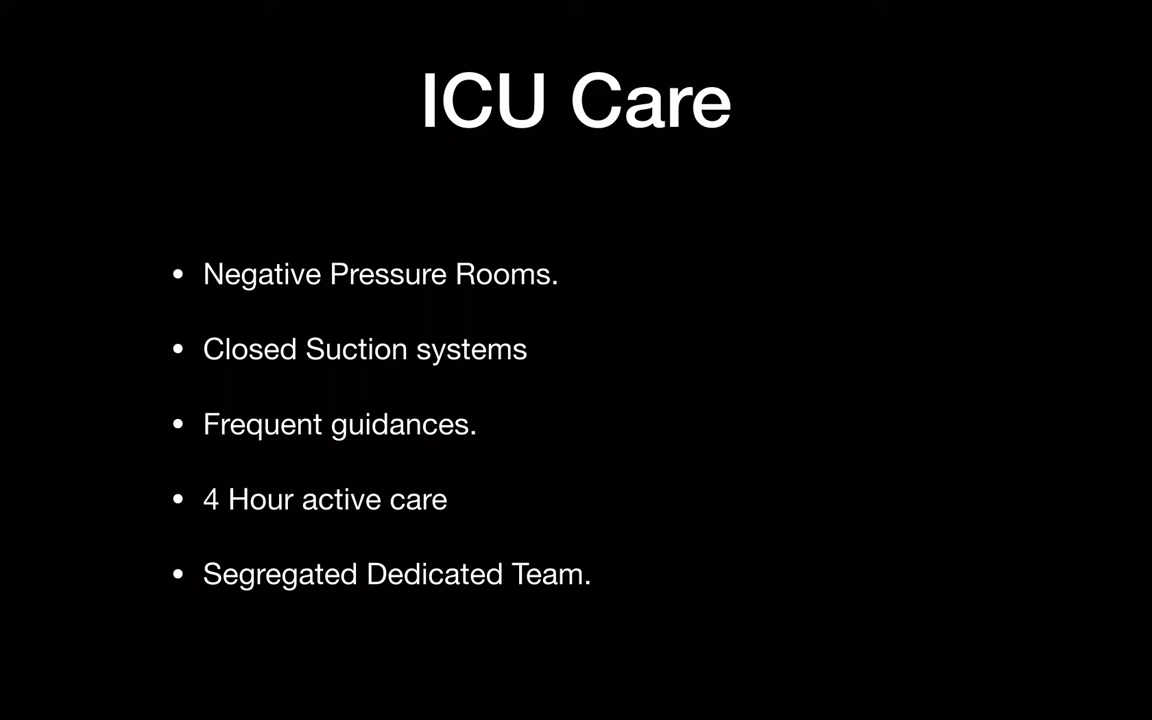 ICU Care
• Negative Pressure Rooms.
• Closed Suction systems
• Frequent guidances.
• 4 Hour active care
• Segregated Dedicated Team.